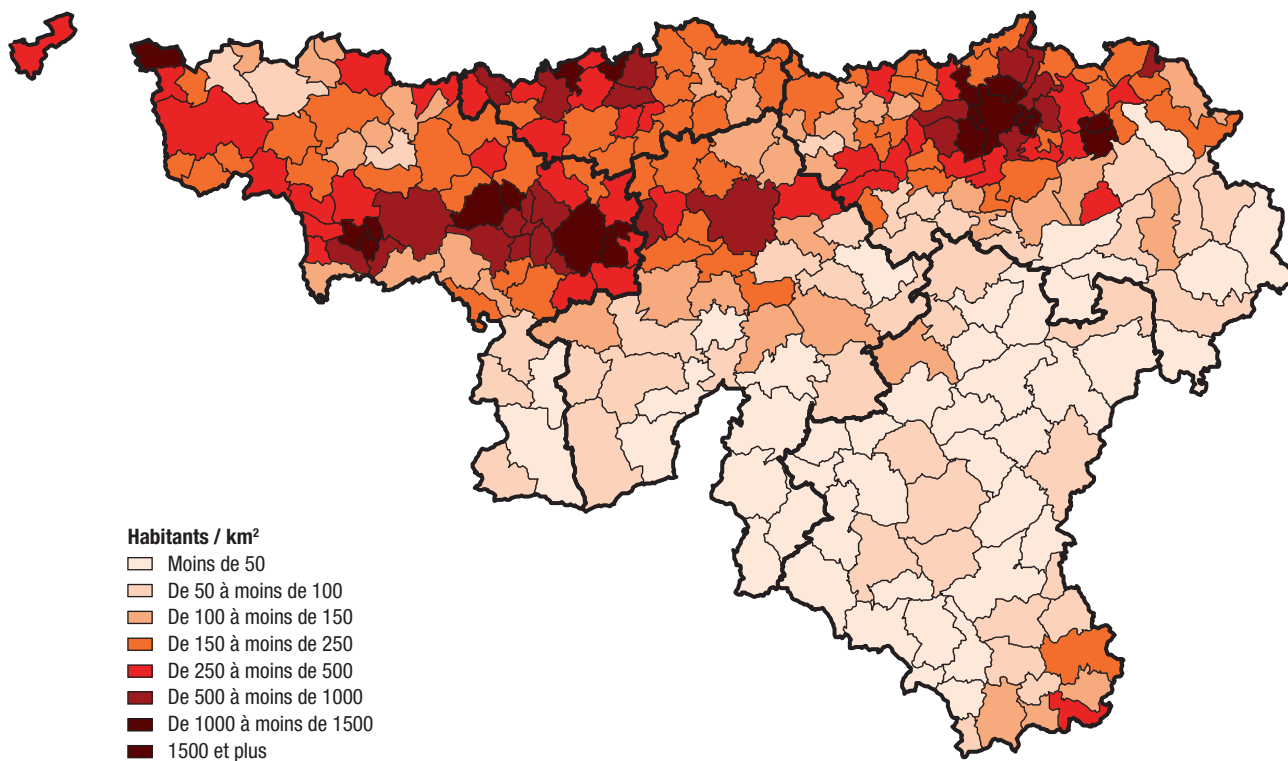 Habitants / km²
Moins de 50
De 50 à moins de 100
De 100 à moins de 150
De 150 à moins de 250
De 250 à moins de 500
De 500 à moins de 1000
De 1000 à moins de 1500
1500 et plus